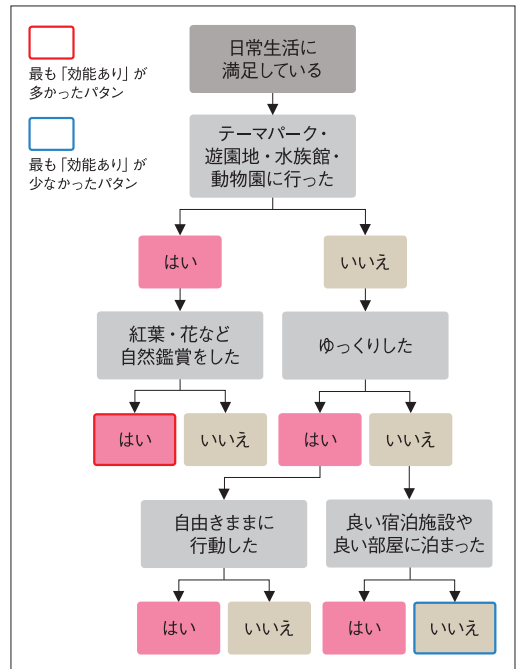 最も「効能あり」が
多かったパタン
最も「効能あり」が
少なかったパタン
日常生活に
満足している
テーマパーク・
遊園地・水族館・
動物園に行った
はい
いいえ
紅葉・花など
自然鑑賞をした
ゆっくりした
はい
いいえ
はい
いいえ
自由きままに
行動した
良い宿泊施設や
良い部屋に泊まった
はい
いいえ
はい
いいえ